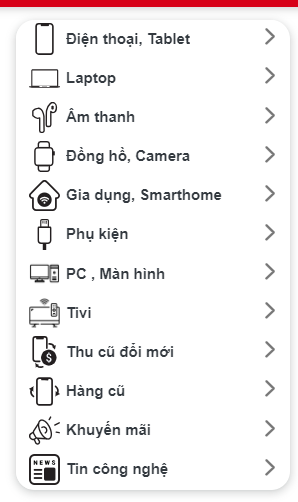 Điện thoại, Tablet
Laptop
Âm thanh
Đồng hồ, Camera
Gia dụng, Smarthome
Phụ kiện
PC , Màn hình
Tivi
Thu cũ đổi mới
Hàng cũ
Khuyến mãi
NEWS
Tin công nghệ